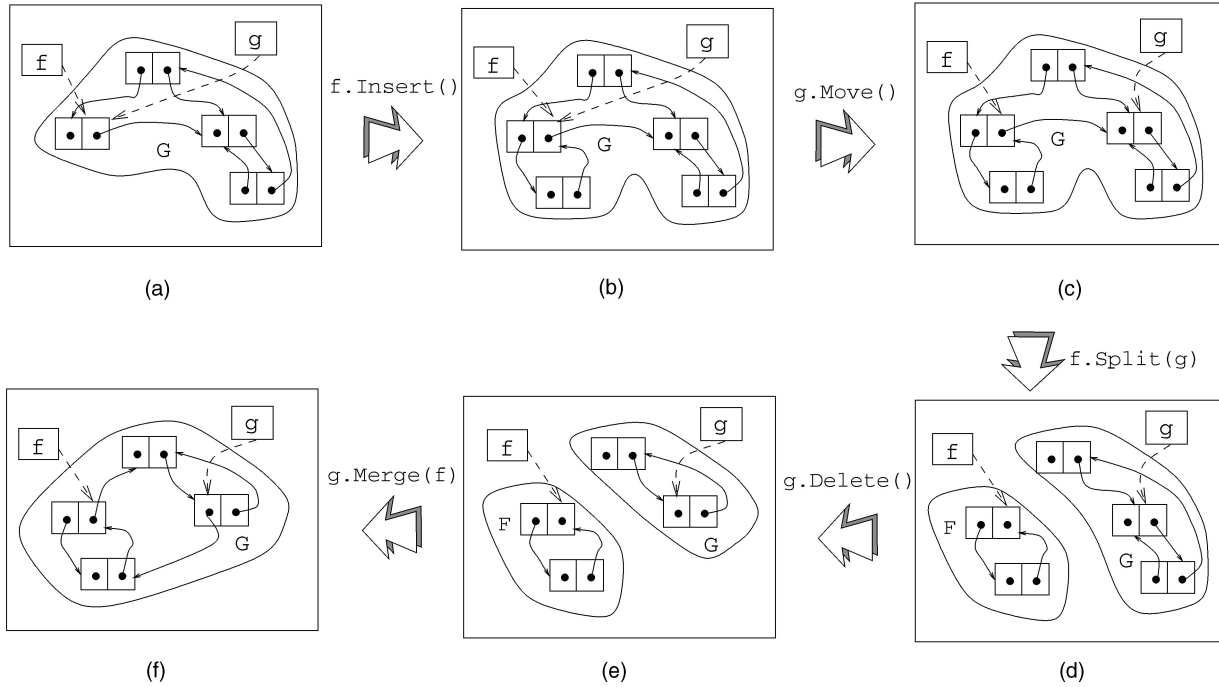 f
g
G
(a)
f.Insert()
f
g
G
(b)
g.Move()
f
g
G
(c)
f.Split(g)
f
g
F
G
(d)
g.Delete()
f
g
F
G
(e)
g.Merge(f)
f
g
G
(f)